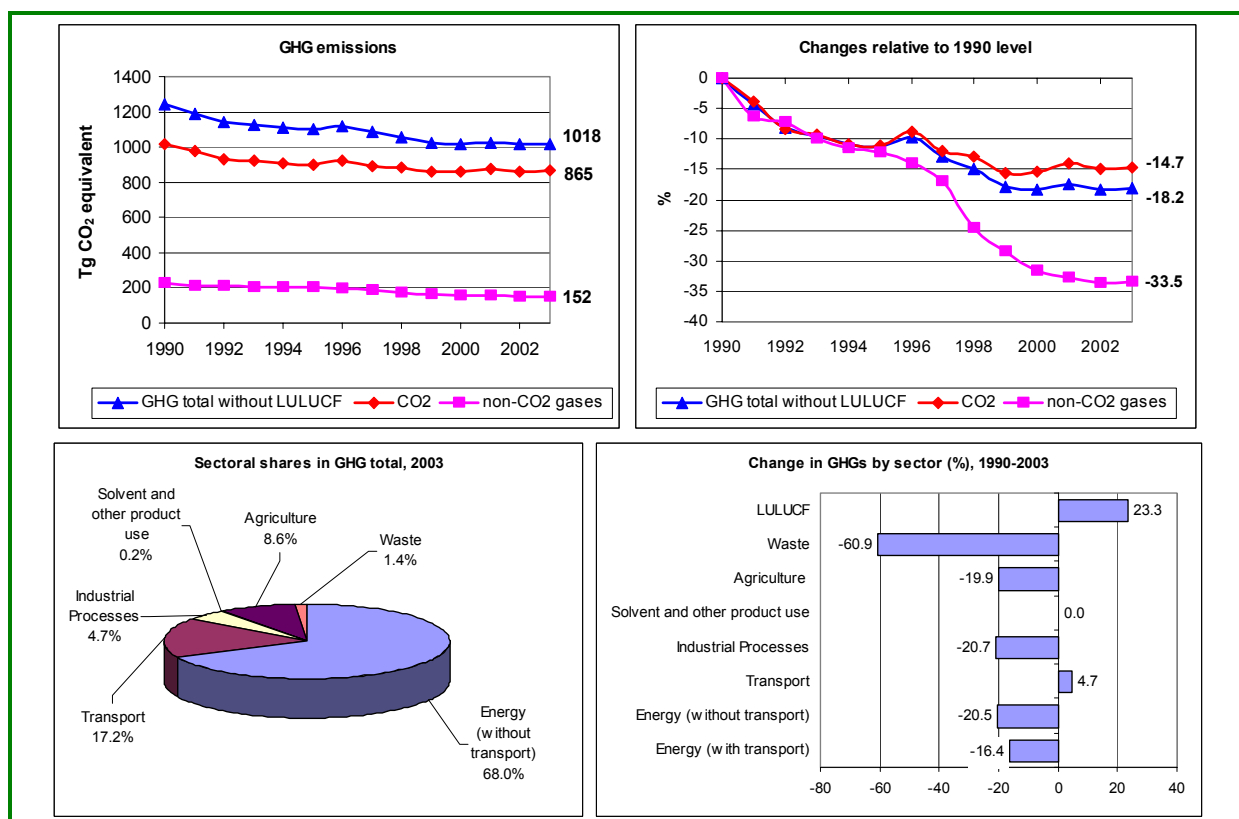 GHG emissions
Tg CO₂ equivalent
1400
1200
1000
800
600
400
200
0
1018
865
152
1990 1992 1994 1996 1998 2000 2002
GHG total without LULUCF CO2 non-CO2 gases
Changes relative to 1990 level
%
0
-5
-10
-15
-20
-25
-30
-35
-40
-14.7
-18.2
-33.5
1990 1992 1994 1996 1998 2000 2002
GHG total without LULUCF CO2 non-CO2 gases
Sectoral shares in GHG total, 2003
Solvent and
other product
use
0.2%
Agriculture
8.6%
Waste
1.4%
Industrial
Processes
4.7%
Transport
17.2%
Energy
(without
transport)
68.0%
Change in GHGs by sector (%), 1990-2003
LULUCF 23.3
Waste -60.9
Agriculture -19.9
Solvent and other product use 0.0
Industrial Processes -20.7
Transport 4.7
Energy (without transport) -20.5
Energy (with transport) -16.4
-80 -60 -40 -20 0 20 40